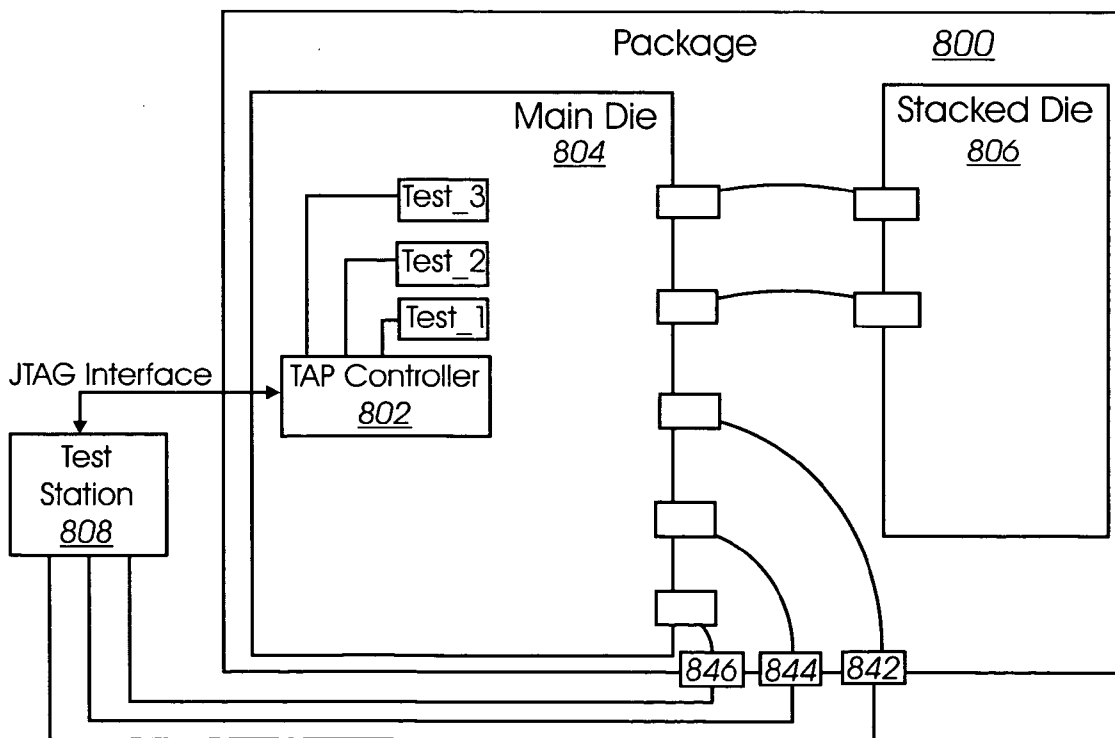 Package 800
Main Die
804
Stacked Die
806
Test_3
Test_2
Test_1
JTAG Interface
TAP Controller
802
Test
Station
808
846
844
842